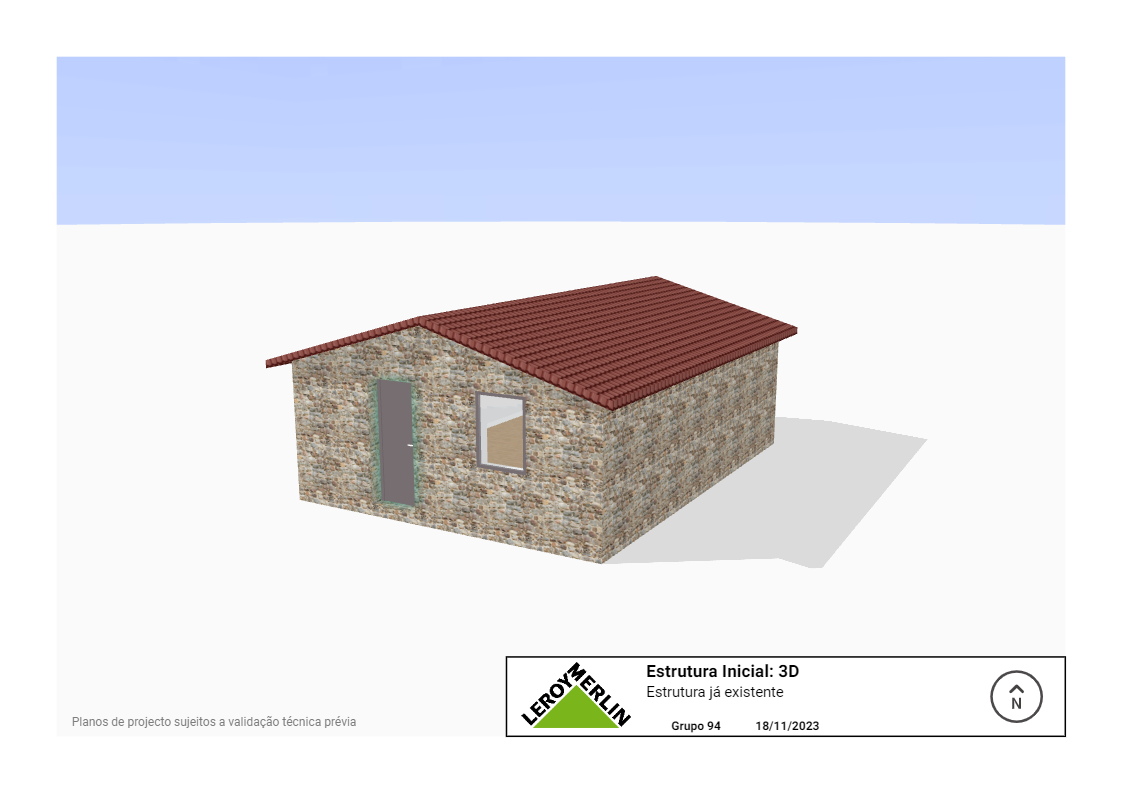 LEROY MERLIN
Estrutura Inicial: 3D
Estrutura já existente
Grupo 94 18/11/2023
N
Planos de projecto sujeitos a validação técnica prévia